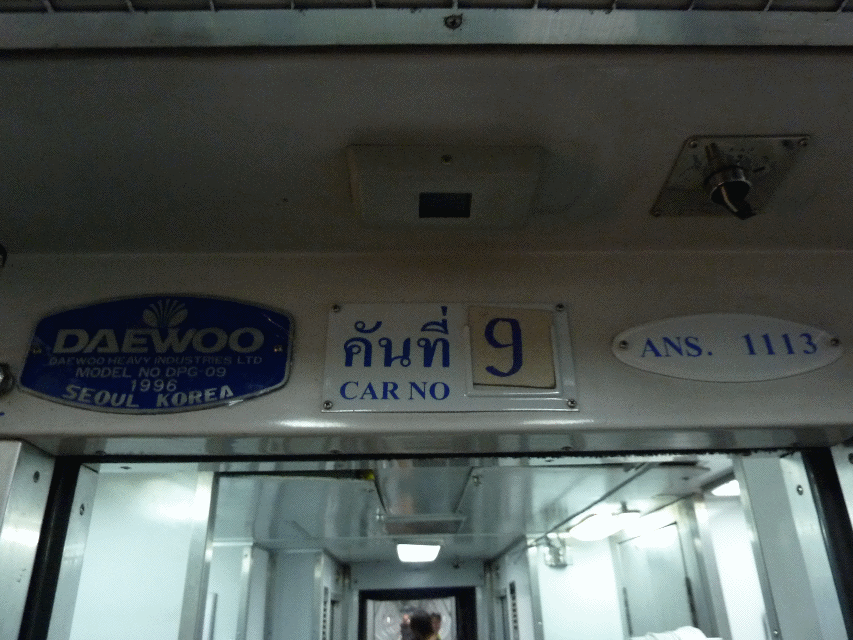 DAEWOO
DAEWOO HEAVY INDUSTRIES LTD
MODEL NO DPG-09
1996
SEOUL KOREA
คันที่ 9
CAR NO
ANS. 1113